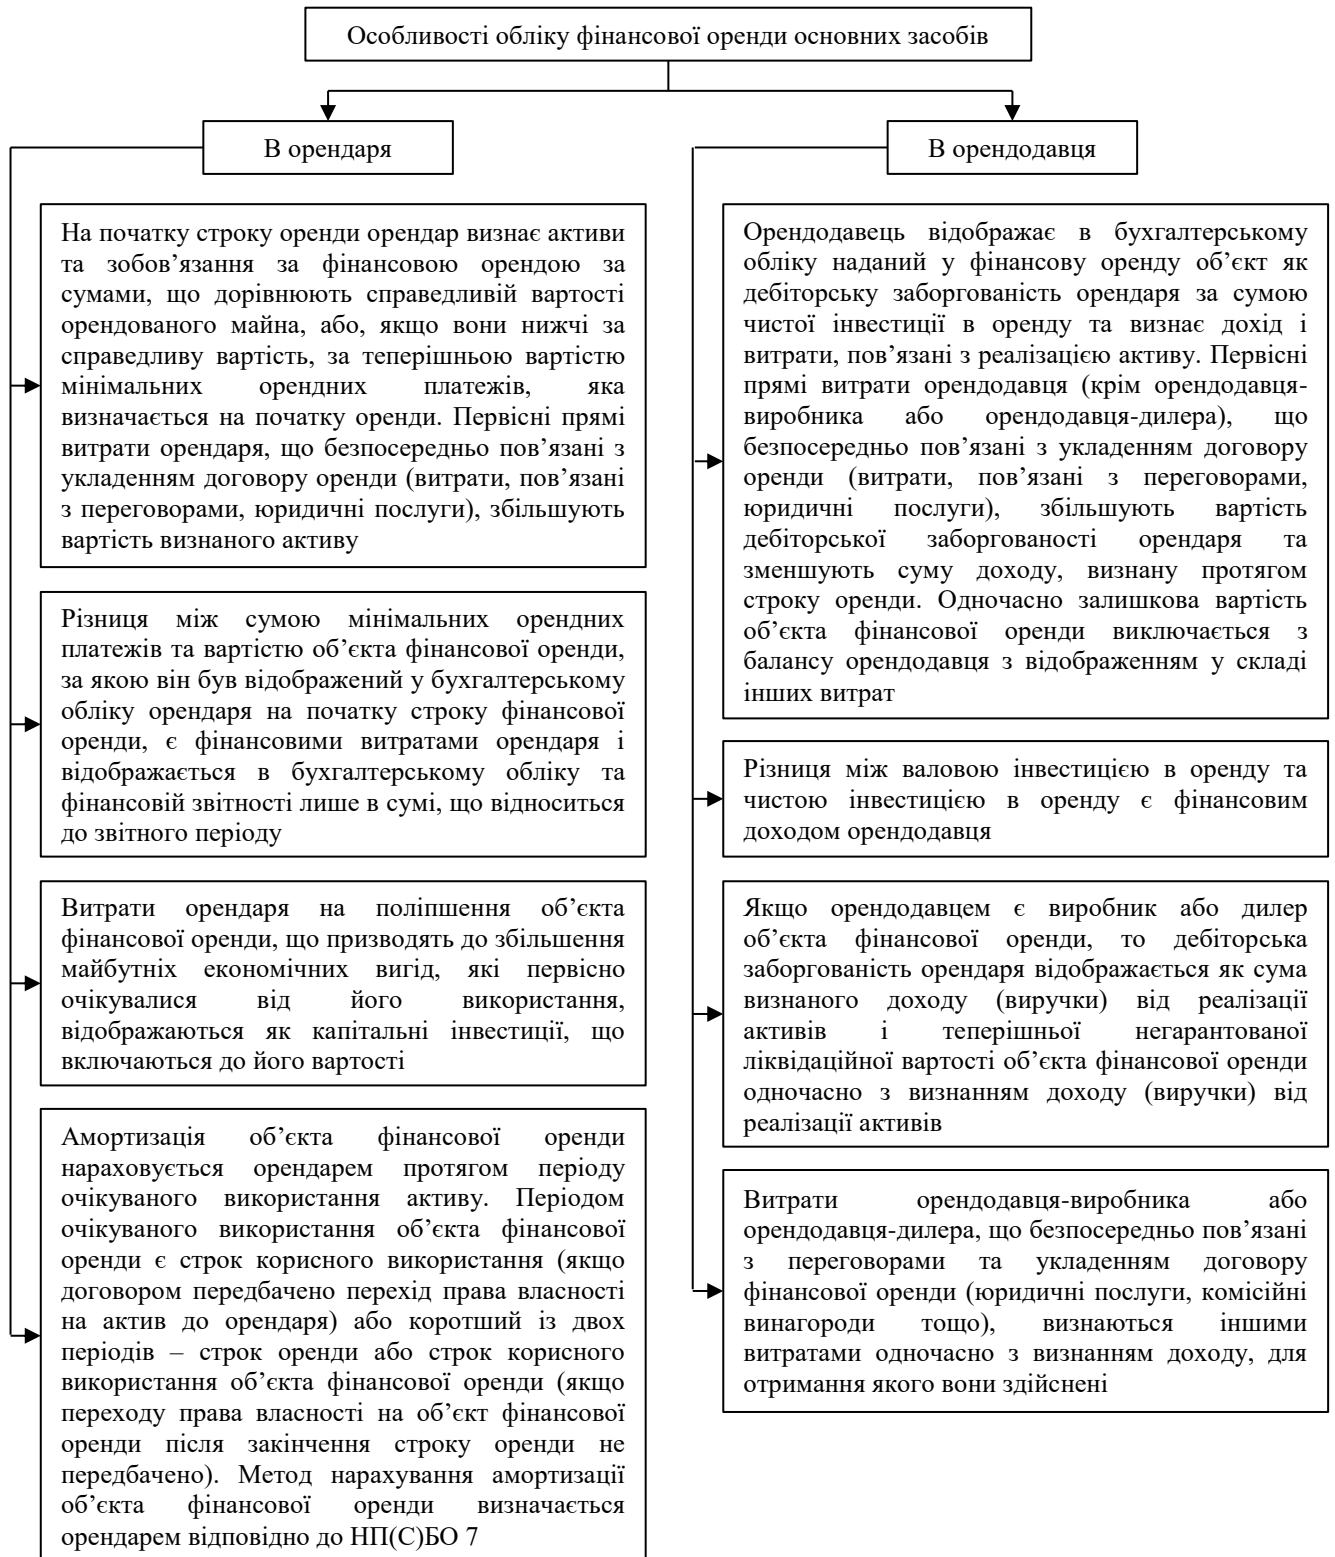 Особливості обліку фінансової оренди основних засобів
В орендаря
На початку строку оренди орендар визнає активи
та зобов’язання за фінансовою орендою за
сумами, що дорівнюють справедливій вартості
орендованого майна, або, якщо вони нижчі за
справедливу вартість, за теперішньою вартістю
мінімальних орендних платежів, яка
визначається на початку оренди. Первісні прямі
витрати орендаря, що безпосередньо пов’язані з
укладенням договору оренди (витрати, пов’язані
з переговорами, юридичні послуги), збільшують
вартість визнаного активу
Різниця між сумою мінімальних орендних
платежів та вартістю об’єкта фінансової оренди,
за якою він був відображений у бухгалтерському
обліку орендаря на початку строку фінансової
оренди, є фінансовими витратами орендаря і
відображається в бухгалтерському обліку та
фінансовій звітності лише в сумі, що відноситься
до звітного періоду
Витрати орендаря на поліпшення об’єкта
фінансової оренди, що призводять до збільшення
майбутніх економічних вигід, які первісно
очікувалися від його використання,
відображаються як капітальні інвестиції, що
включаються до його вартості
Амортизація об’єкта фінансової оренди
нараховується орендарем протягом періоду
очікуваного використання активу. Періодом
очікуваного використання об’єкта фінансової
оренди є строк корисного використання (якщо
договором передбачено перехід права власності
на актив до орендаря) або коротший із двох
періодів – строк оренди або строк корисного
використання об’єкта фінансової оренди (якщо
переходу права власності на об’єкт фінансової
оренди після закінчення строку оренди не
передбачено). Метод нарахування амортизації
об’єкта фінансової оренди визначається
орендарем відповідно до НП(С)БО 7
В орендодавця
Орендодавець відображає в бухгалтерському
обліку наданий у фінансову оренду об’єкт як
дебіторську заборгованість орендаря за сумою
чистої інвестиції в оренду та визнає дохід і
витрати, пов’язані з реалізацією активу. Первісні
прямі витрати орендодавця (крім орендодавця-
виробника або орендодавця-дилера), що
безпосередньо пов’язані з укладенням договору
оренди (витрати, пов’язані з переговорами,
юридичні послуги), збільшують вартість
дебіторської заборгованості орендаря та
зменшують суму доходу, визнану протягом
строку оренди. Одночасно залишкова вартість
об’єкта фінансової оренди виключається з
балансу орендодавця з відображенням у складі
інших витрат
Різниця між валовою інвестицією в оренду та
чистою інвестицією в оренду є фінансовим
доходом орендодавця
Якщо орендодавцем є виробник або дилер
об’єкта фінансової оренди, то дебіторська
заборгованість орендаря відображається як сума
визнаного доходу (виручки) від реалізації
активів і теперішньої негарантованої
ліквідаційної вартості об’єкта фінансової оренди
одночасно з визнанням доходу (виручки) від
реалізації активів
Витрати орендодавця-виробника або
орендодавця-дилера, що безпосередньо пов’язані
з переговорами та укладенням договору
фінансової оренди (юридичні послуги, комісійні
винагороди тощо), визнаються іншими
витратами одночасно з визнанням доходу, для
отримання якого вони здійснені